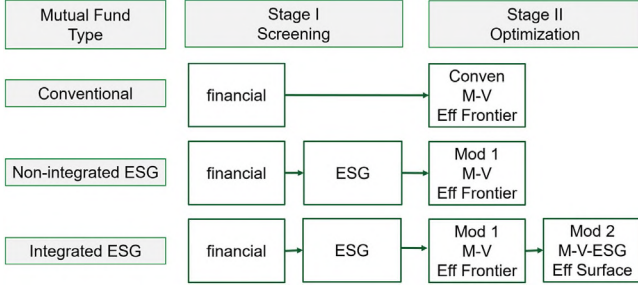 Mutual Fund
Type
Stage I
Screening
Stage II
Optimization
Conventional
financial
Conven
M-V
Eff Frontier
Non-integrated ESG
financial
ESG
Mod 1
M-V
Eff Frontier
Integrated ESG
financial
ESG
Mod 1
M-V
Eff Frontier
Mod 2
M-V-ESG
Eff Surface